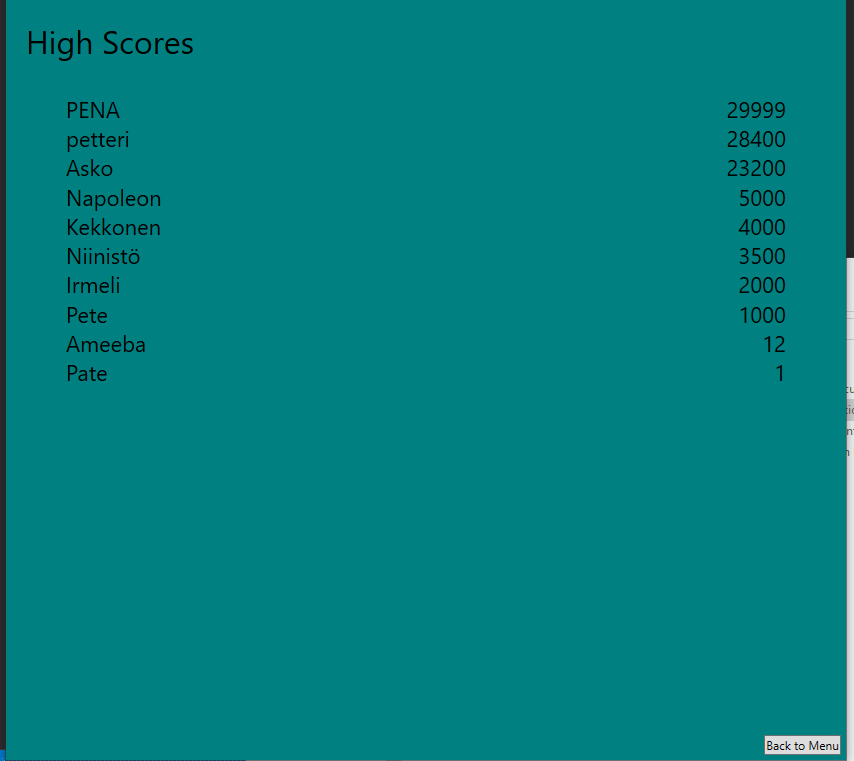 High Scores
PENA 29999
petteri 28400
Asko 23200
Napoleon 5000
Kekkonen 4000
Niinistö 3500
Irmeli 2000
Pete 1000
Ameeba 12
Pate 1
Back to Menu